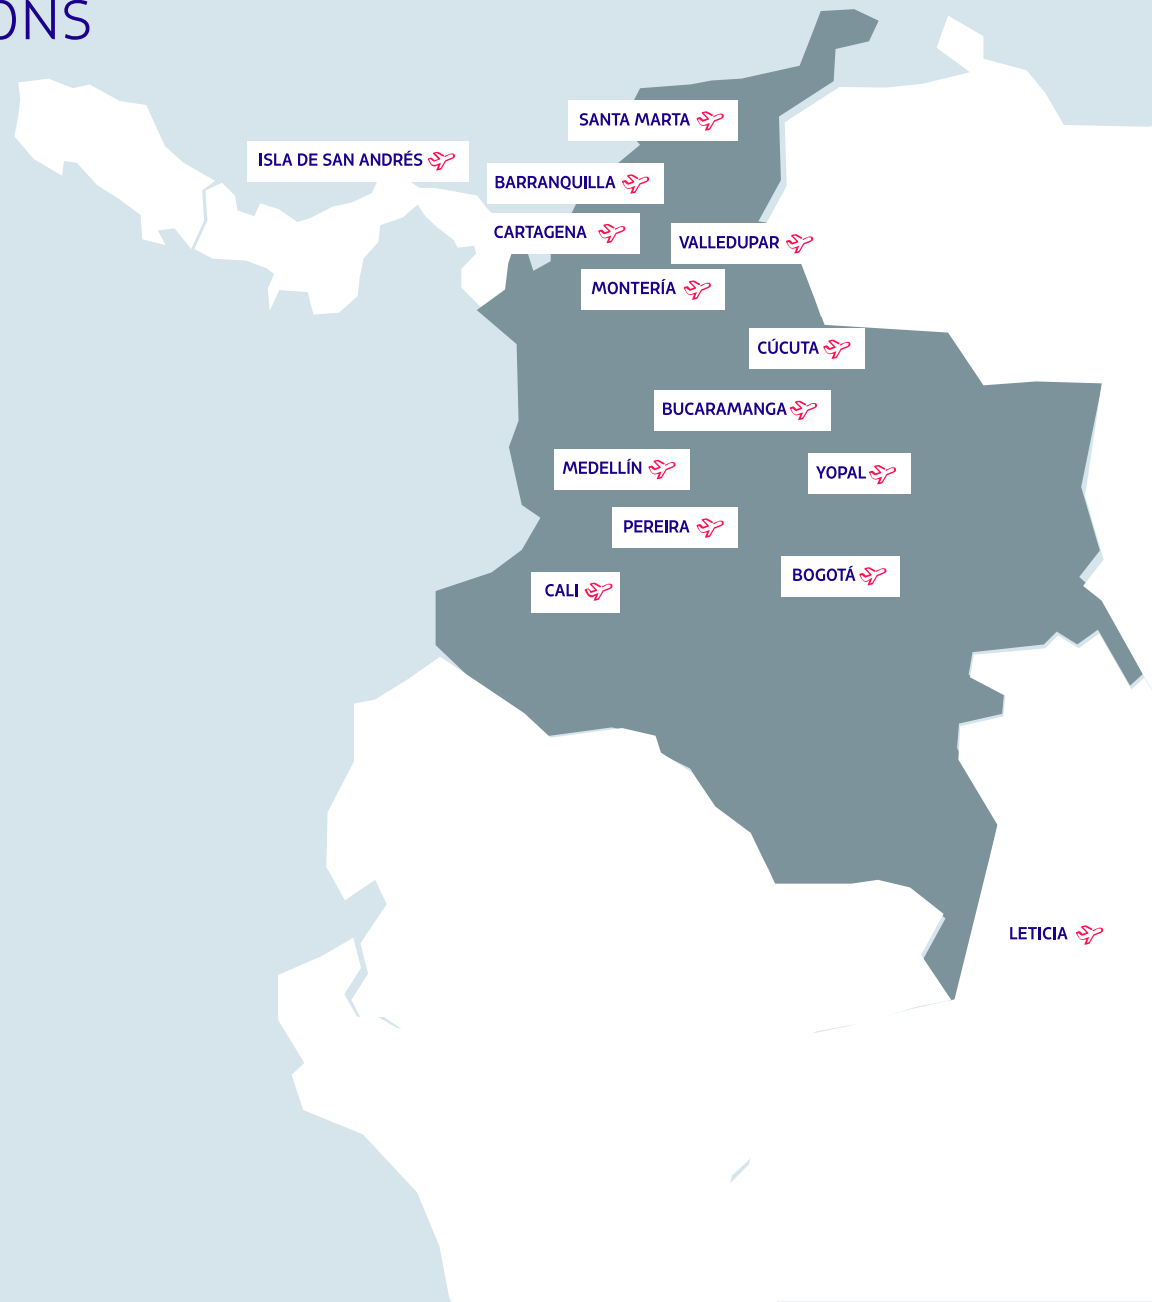 ONS
SANTA MARTA
ISLA DE SAN ANDRÉS
BARRANQUILLA
CARTAGENA
VALLEDUPAR
MONTERÍA
CÚCUTA
BUCARAMANGA
MEDELLÍN
YOPAL
PEREIRA
BOGOTÁ
CALI
LETICIA